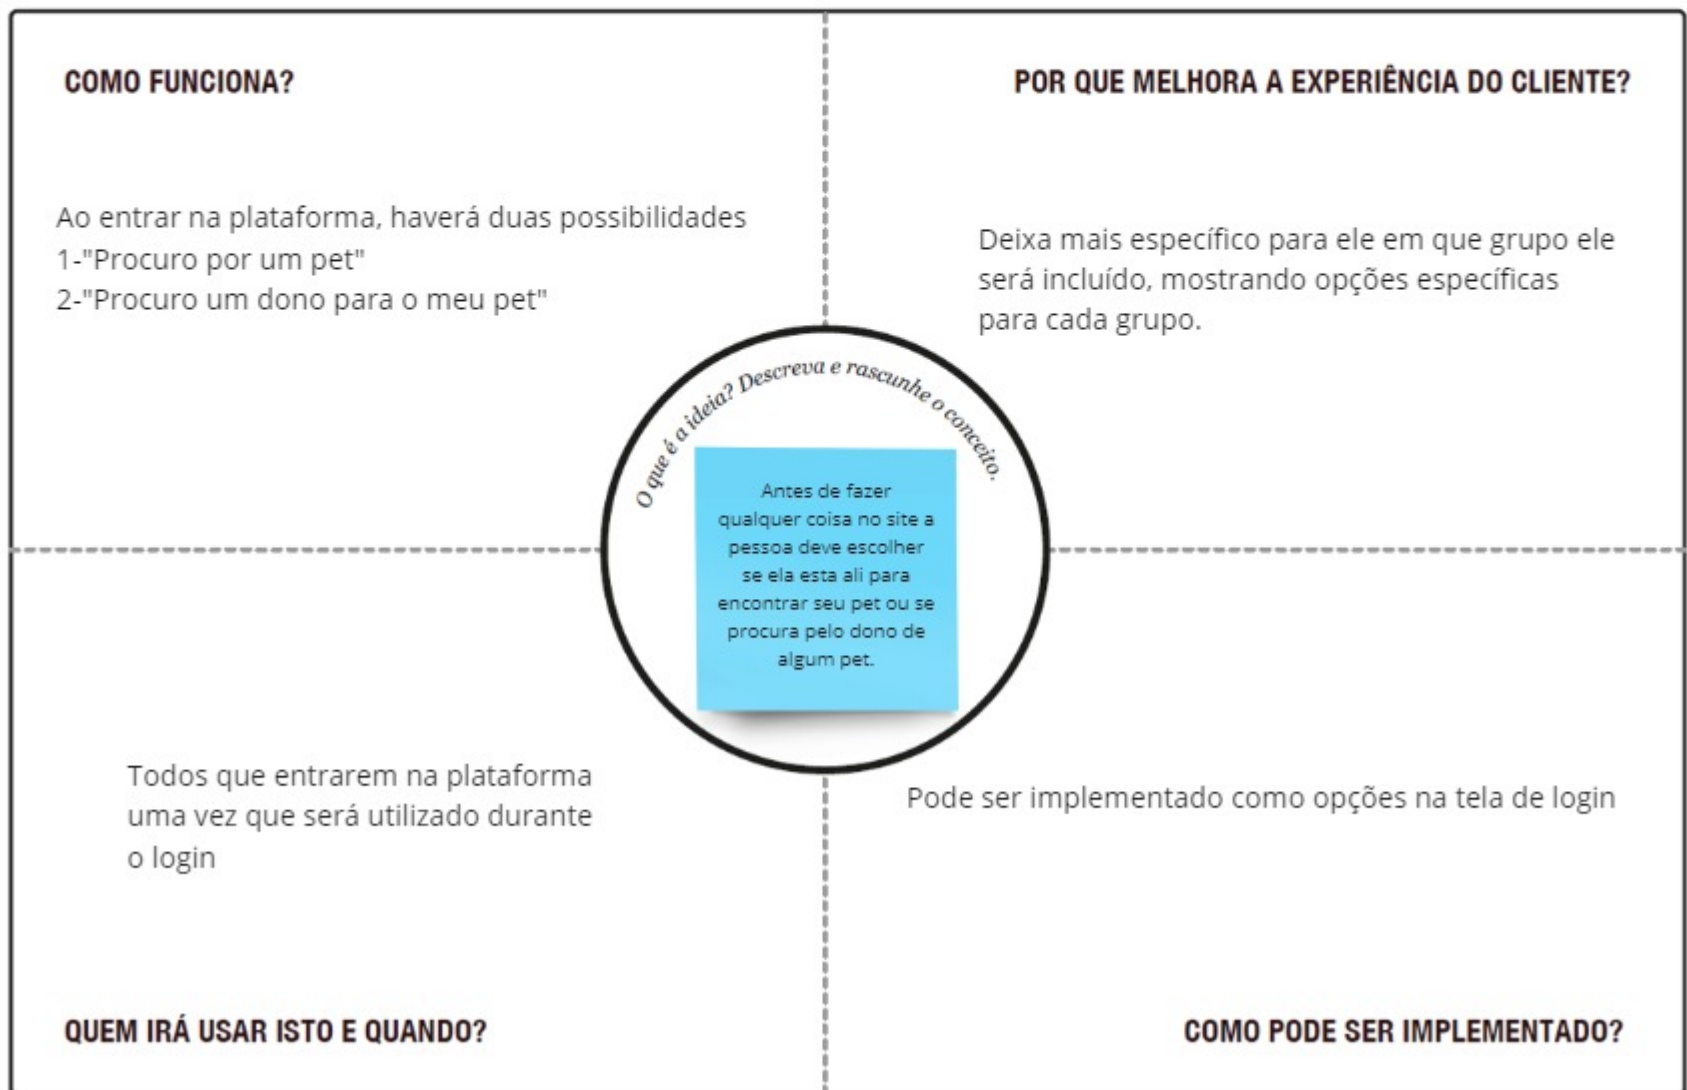 COMO FUNCIONA?
Ao entrar na plataforma, haverá duas possibilidades
1-"Procuro por um pet"
2-"Procuro um dono para o meu pet"
POR QUE MELHORA A EXPERIÊNCIA DO CLIENTE?
Deixa mais específico para ele em que grupo ele
será incluído, mostrando opções específicas
para cada grupo.
O que é a ideia? Descreva e rascunhe o conceito.
Antes de fazer
qualquer coisa no site a
pessoa deve escolher
se ela esta ali para
encontrar seu pet ou se
procura pelo dono de
algum pet.
Todos que entrarem na plataforma
uma vez que será utilizado durante
o login
QUEM IRÁ USAR ISTO E QUANDO?
Pode ser implementado como opções na tela de login
COMO PODE SER IMPLEMENTADO?